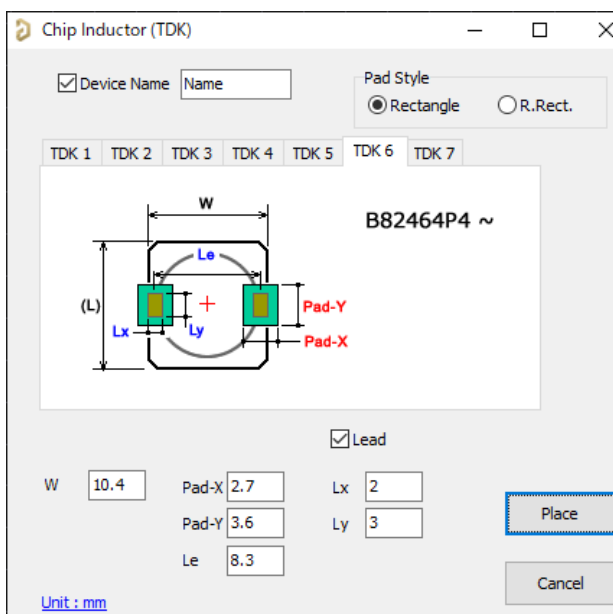 Chip Inductor (TDK)
Device Name Name
Pad Style
Rectangle R.Rect.
TDK 1 TDK 2 TDK 3 TDK 4 TDK 5 TDK 6 TDK 7
W
B82464P4 ~
Le
(L)
Pad-Y
Lx
Ly
Pad-X
Lead
W 10.4 Pad-X 2.7 Lx 2
Pad-Y 3.6 Ly 3
Place
Le 8.3
Cancel
Unit : mm